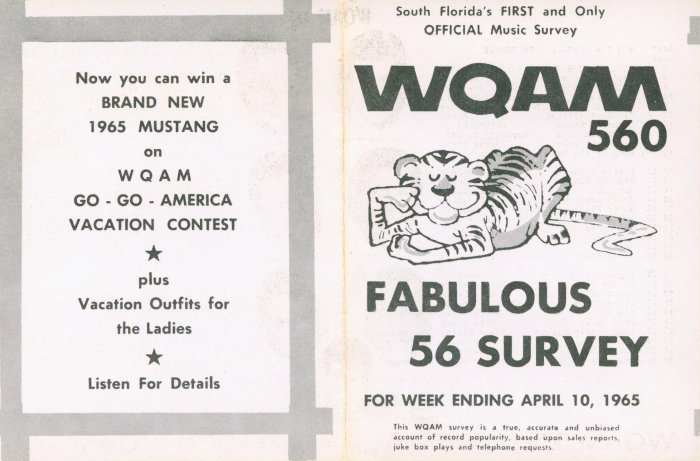 Now you can win a
BRAND NEW
1965 MUSTANG
on
WQAM
GO - GO - AMERICA
VACATION CONTEST
plus
Vacation Outfits for
the Ladies
Listen For Details
South Florida's FIRST and Only
OFFICIAL Music Survey
WQAM
560
FABULOUS
56 SURVEY
FOR WEEK ENDING APRIL 10, 1965
This WQAM survey is a true, accurate and unbiased
account of record popularity, based upon sales reports,
juke box plays and telephone requests.